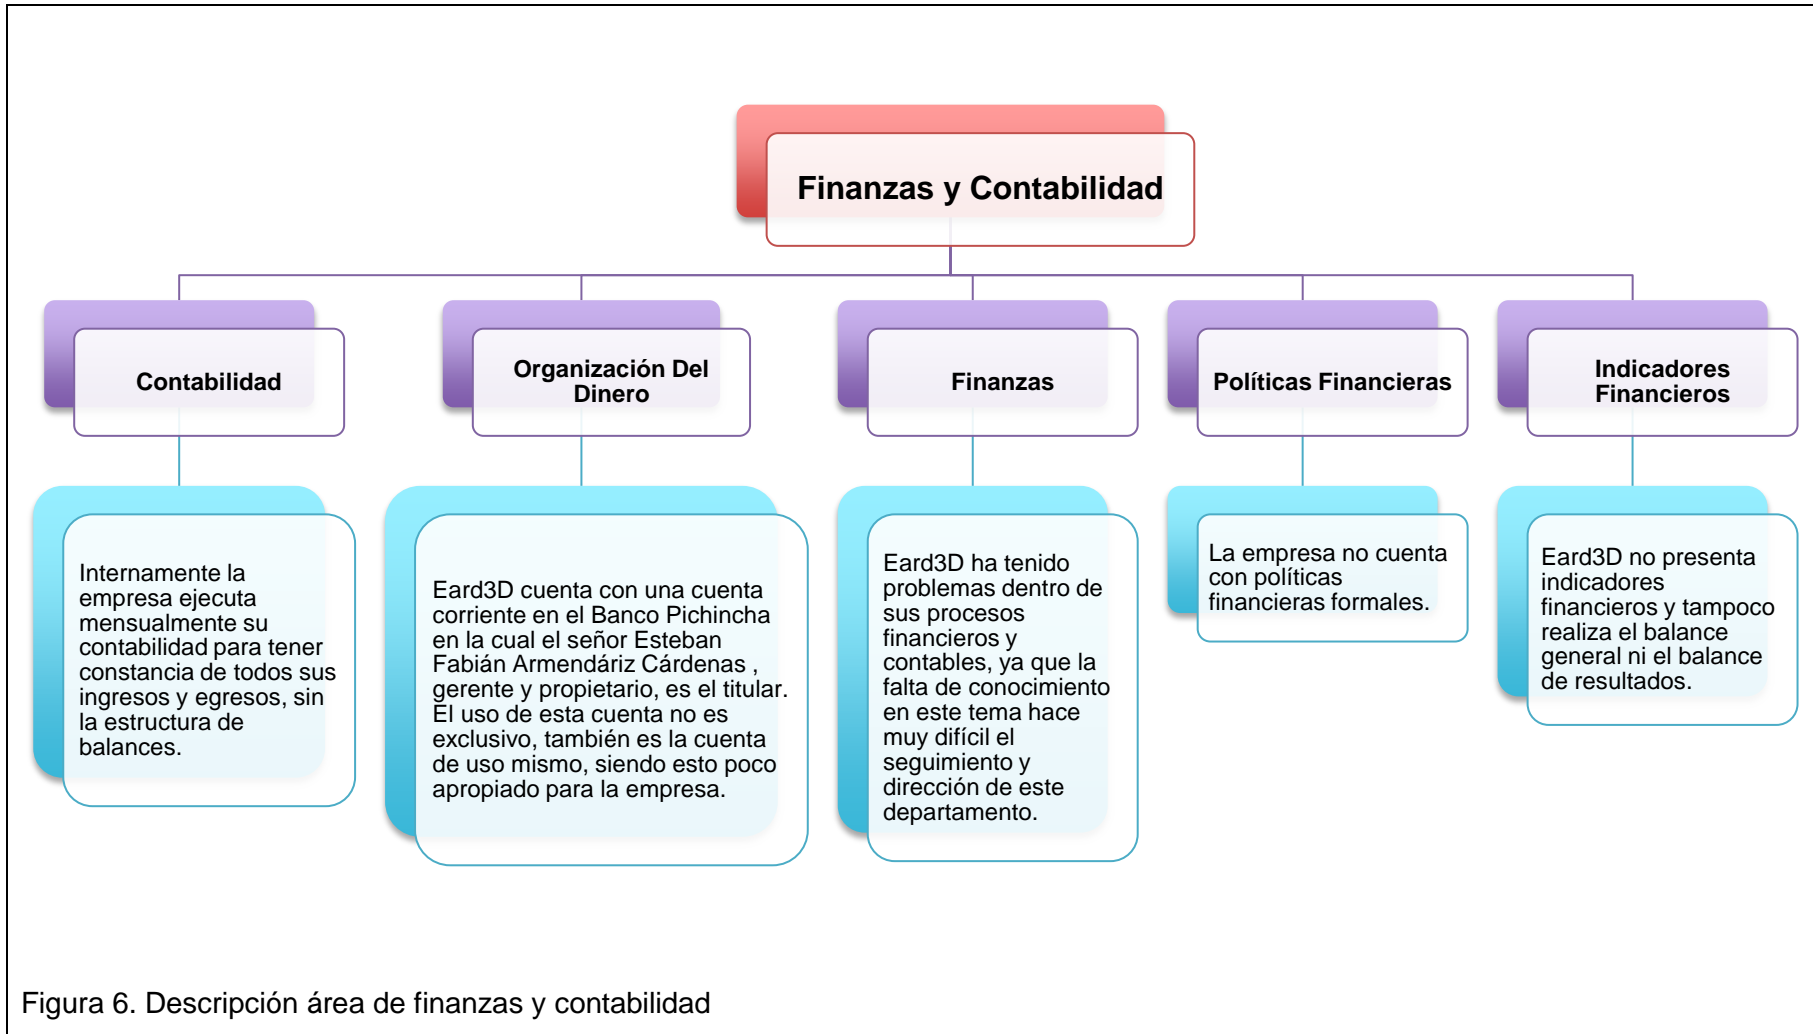 Finanzas y Contabilidad
Contabilidad
Organización Del
Dinero
Finanzas
Políticas Financieras
Indicadores
Financieros
Internamente la
empresa ejecuta
mensualmente su
contabilidad para tener
constancia de todos sus
ingresos y egresos, sin
la estructura de
balances.
Eard3D cuenta con una cuenta
corriente en el Banco Pichincha
en la cual el señor Esteban
Fabián Armendáriz Cárdenas ,
gerente y propietario, es el titular.
El uso de esta cuenta no es
exclusivo, también es la cuenta
de uso mismo, siendo esto poco
apropiado para la empresa.
Eard3D ha tenido
problemas dentro de
sus procesos
financieros y
contables, ya que la
falta de conocimiento
en este tema hace
muy difícil el
seguimiento y
dirección de este
departamento.
La empresa no cuenta
con políticas
financieras formales.
Eard3D no presenta
indicadores
financieros y tampoco
realiza el balance
general ni el balance
de resultados.
Figura 6. Descripción área de finanzas y contabilidad